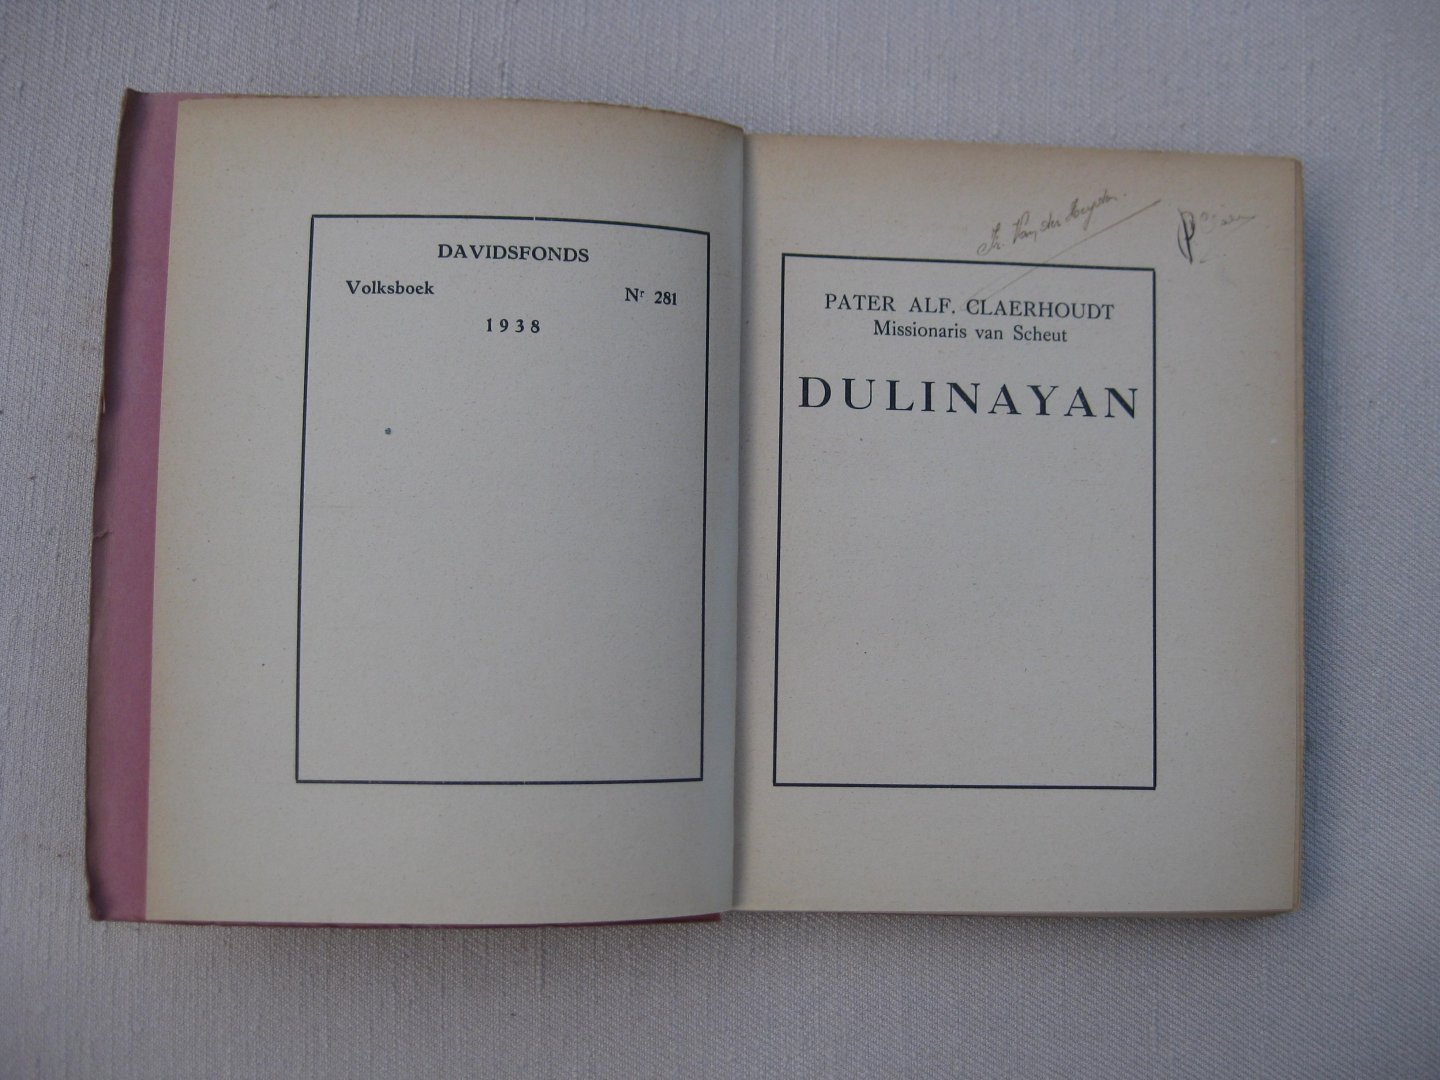 DAVIDSFONDS
Volksboek Nr 281
1938
PATER ALF. CLAERHOUDT
Missionaris van Scheut
DULINAYAN